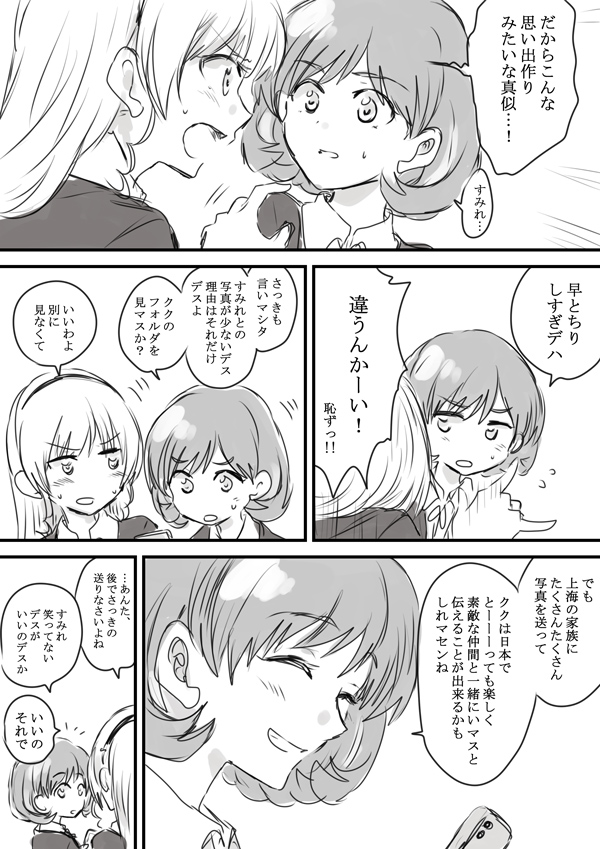 だからこんな
思い出作り
みたいな真似…！
すみれ…
早とちり
しすぎデハ
違うんかーい！
恥ずっ!!
さっきも
言いマシタ
すみれとの
写真が少ないデス
理由はそれだけ
デスよ
ククの
フォルダを
見マスか？
いいわよ
別に
見なくて
でも
上海の家族に
たくさんたくさん
写真を送って
ククは日本で
とーーーっても楽しく
素敵な仲間と一緒にいマスと
伝えることが出来るかも
しれマセンね
…あんた、
後でさっきの
送りなさいよね
すみれ
笑ってない
デスが
いいのデスか
いいの
それで